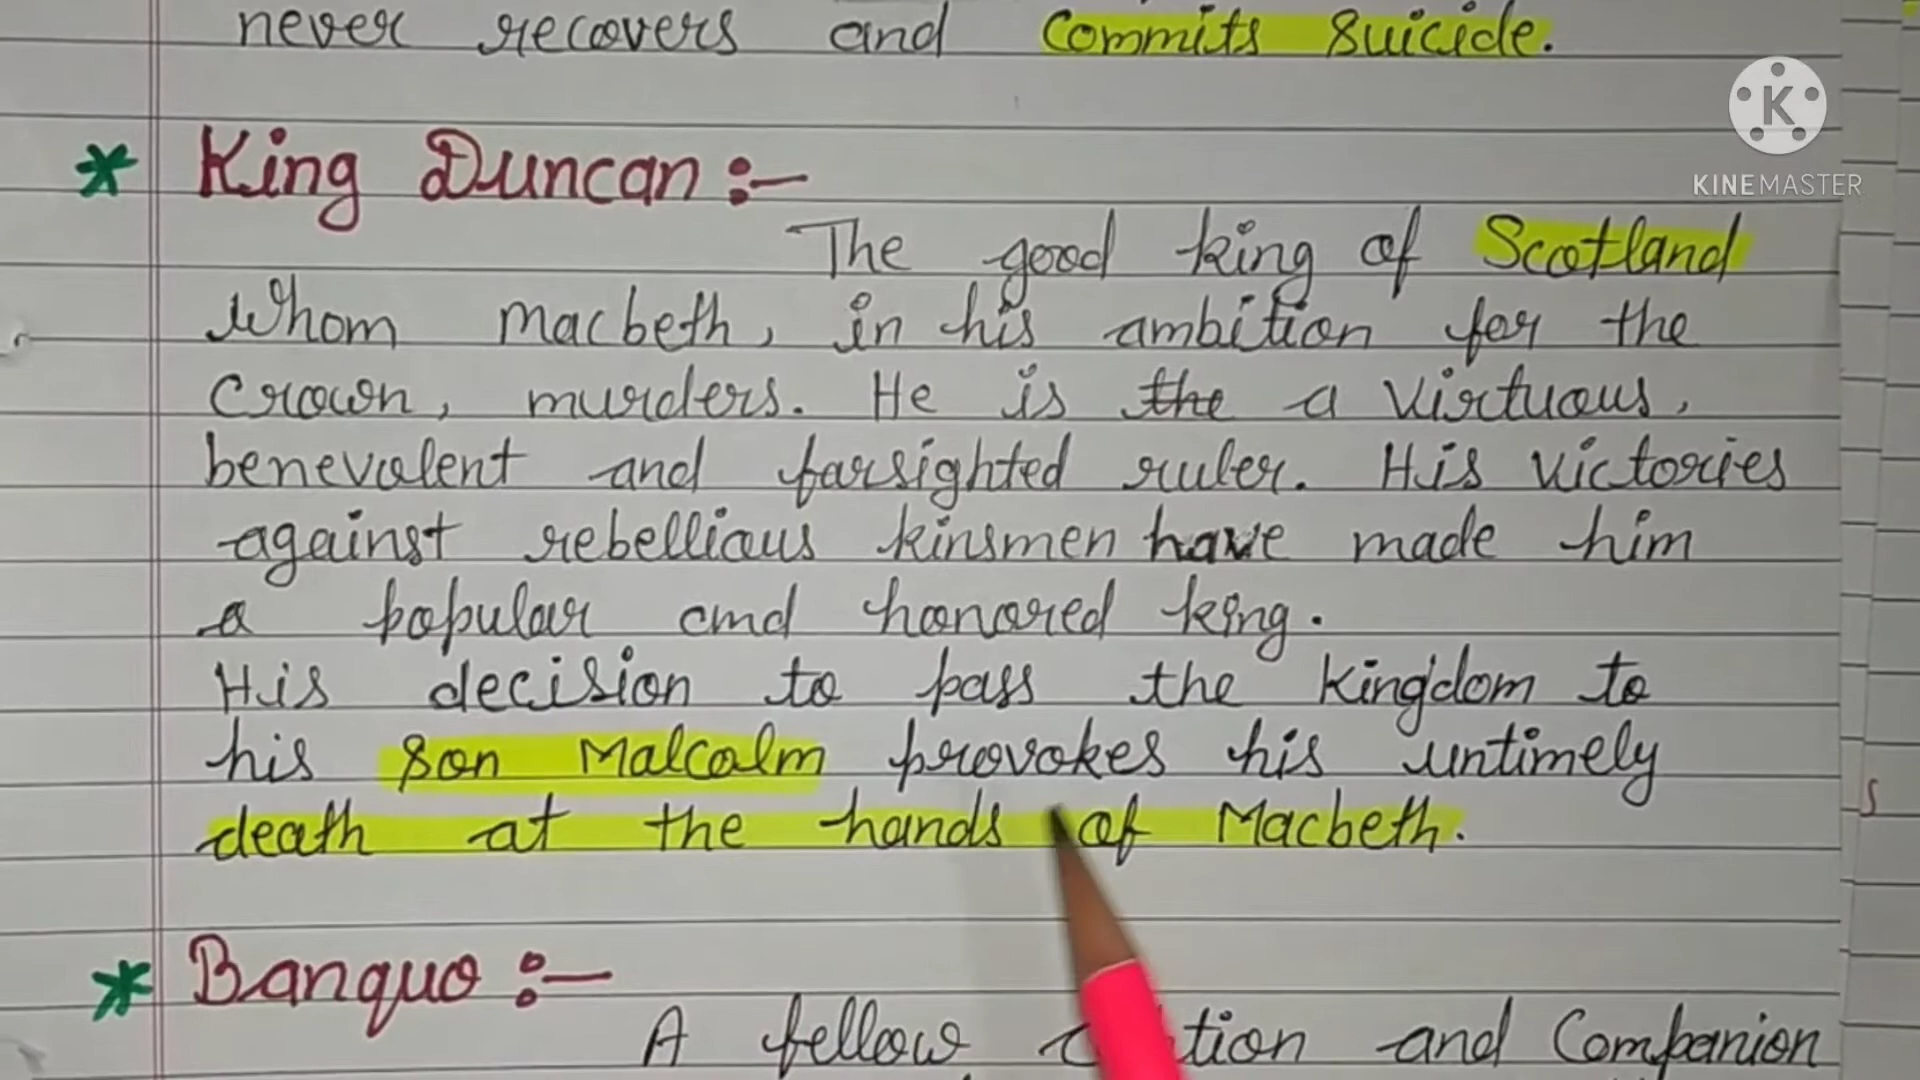 never recovers and Commits Suicide.
K
KINEMASTER
* King Duncan :-
The good king of Scotland
Whom Macbeth, in his ambition for the
Crown, murders. He is the a Virtuous,
benevolent and farsighted ruler. His Victories
against rebellious kinsmen have made him
a popular and honored king.
His decision to pass the Kingdom to
his Son Malcolm provokes his untimely
death at the hands of Macbeth.
* Banquo :-
A fellow and Companion